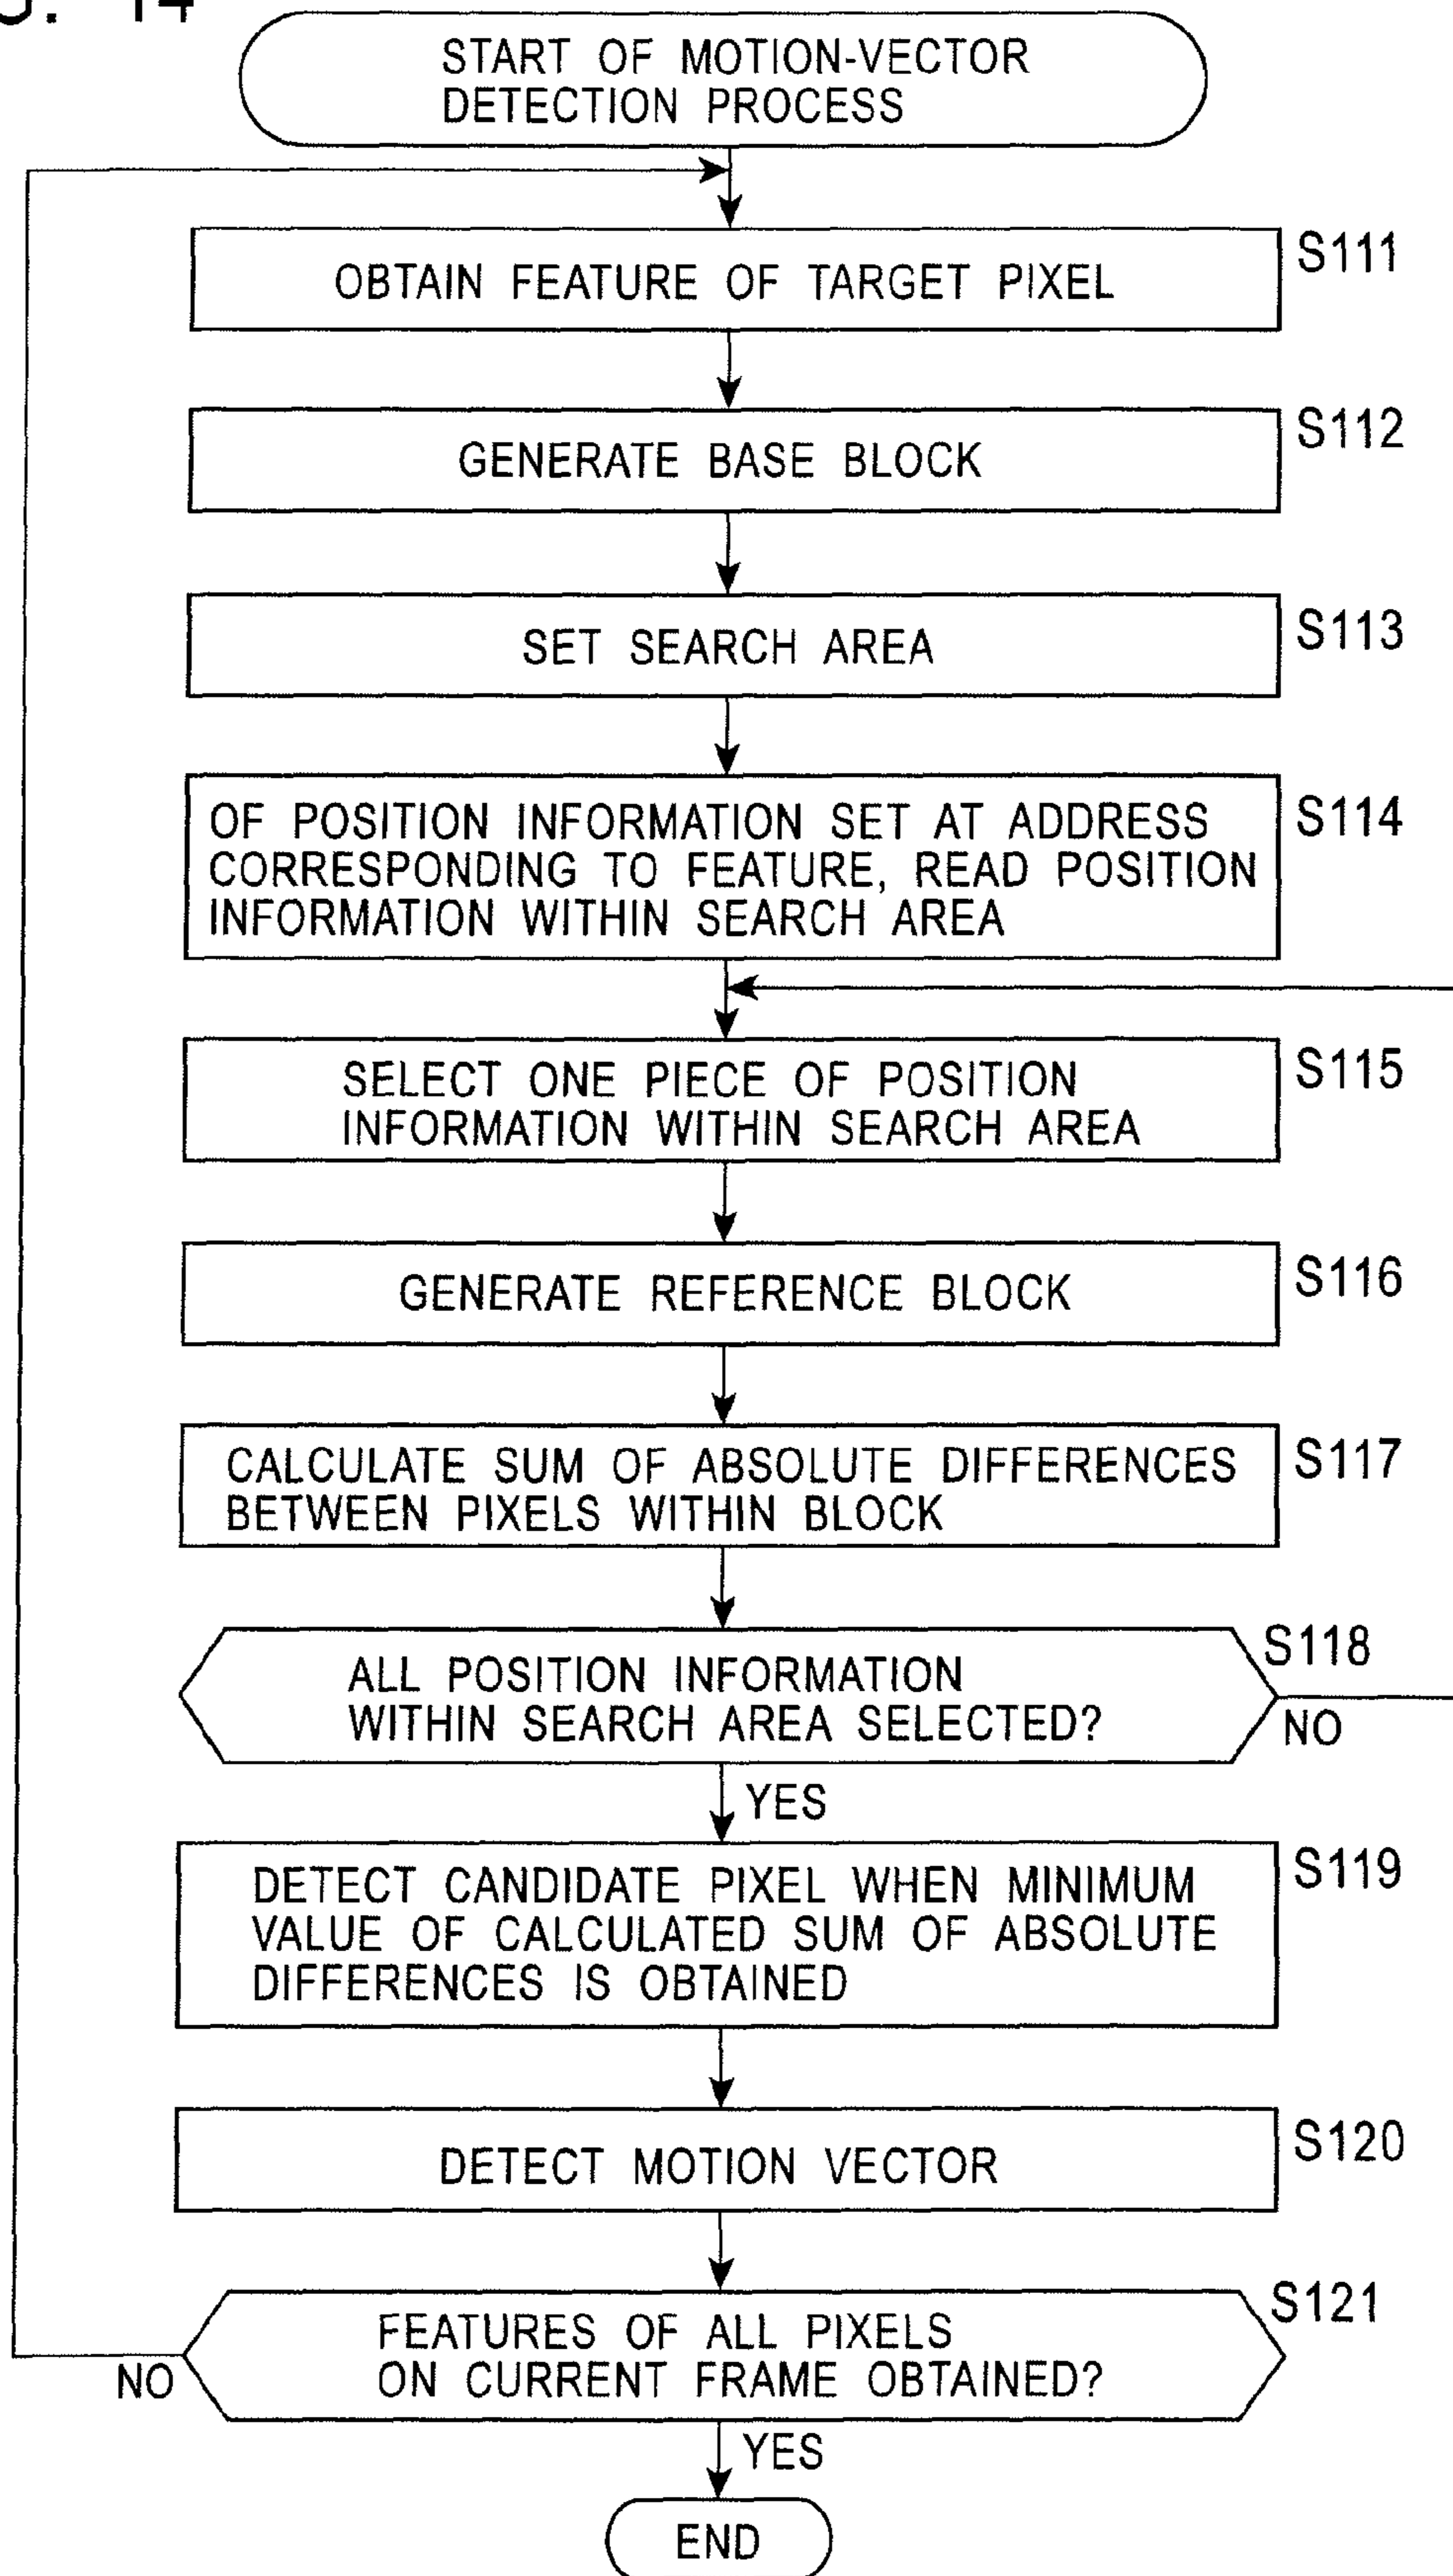 START OF MOTION-VECTOR
DETECTION PROCESS
OBTAIN FEATURE OF TARGET PIXEL
S111
GENERATE BASE BLOCK
S112
SET SEARCH AREA
S113
OF POSITION INFORMATION SET AT ADDRESS
CORRESPONDING TO FEATURE, READ POSITION
INFORMATION WITHIN SEARCH AREA
S114
SELECT ONE PIECE OF POSITION
INFORMATION WITHIN SEARCH AREA
S115
GENERATE REFERENCE BLOCK
S116
CALCULATE SUM OF ABSOLUTE DIFFERENCES
BETWEEN PIXELS WITHIN BLOCK
S117
ALL POSITION INFORMATION
WITHIN SEARCH AREA SELECTED?
S118
NO
YES
DETECT CANDIDATE PIXEL WHEN MINIMUM
VALUE OF CALCULATED SUM OF ABSOLUTE
DIFFERENCES IS OBTAINED
S119
DETECT MOTION VECTOR
S120
FEATURES OF ALL PIXELS
ON CURRENT FRAME OBTAINED?
S121
NO
YES
END